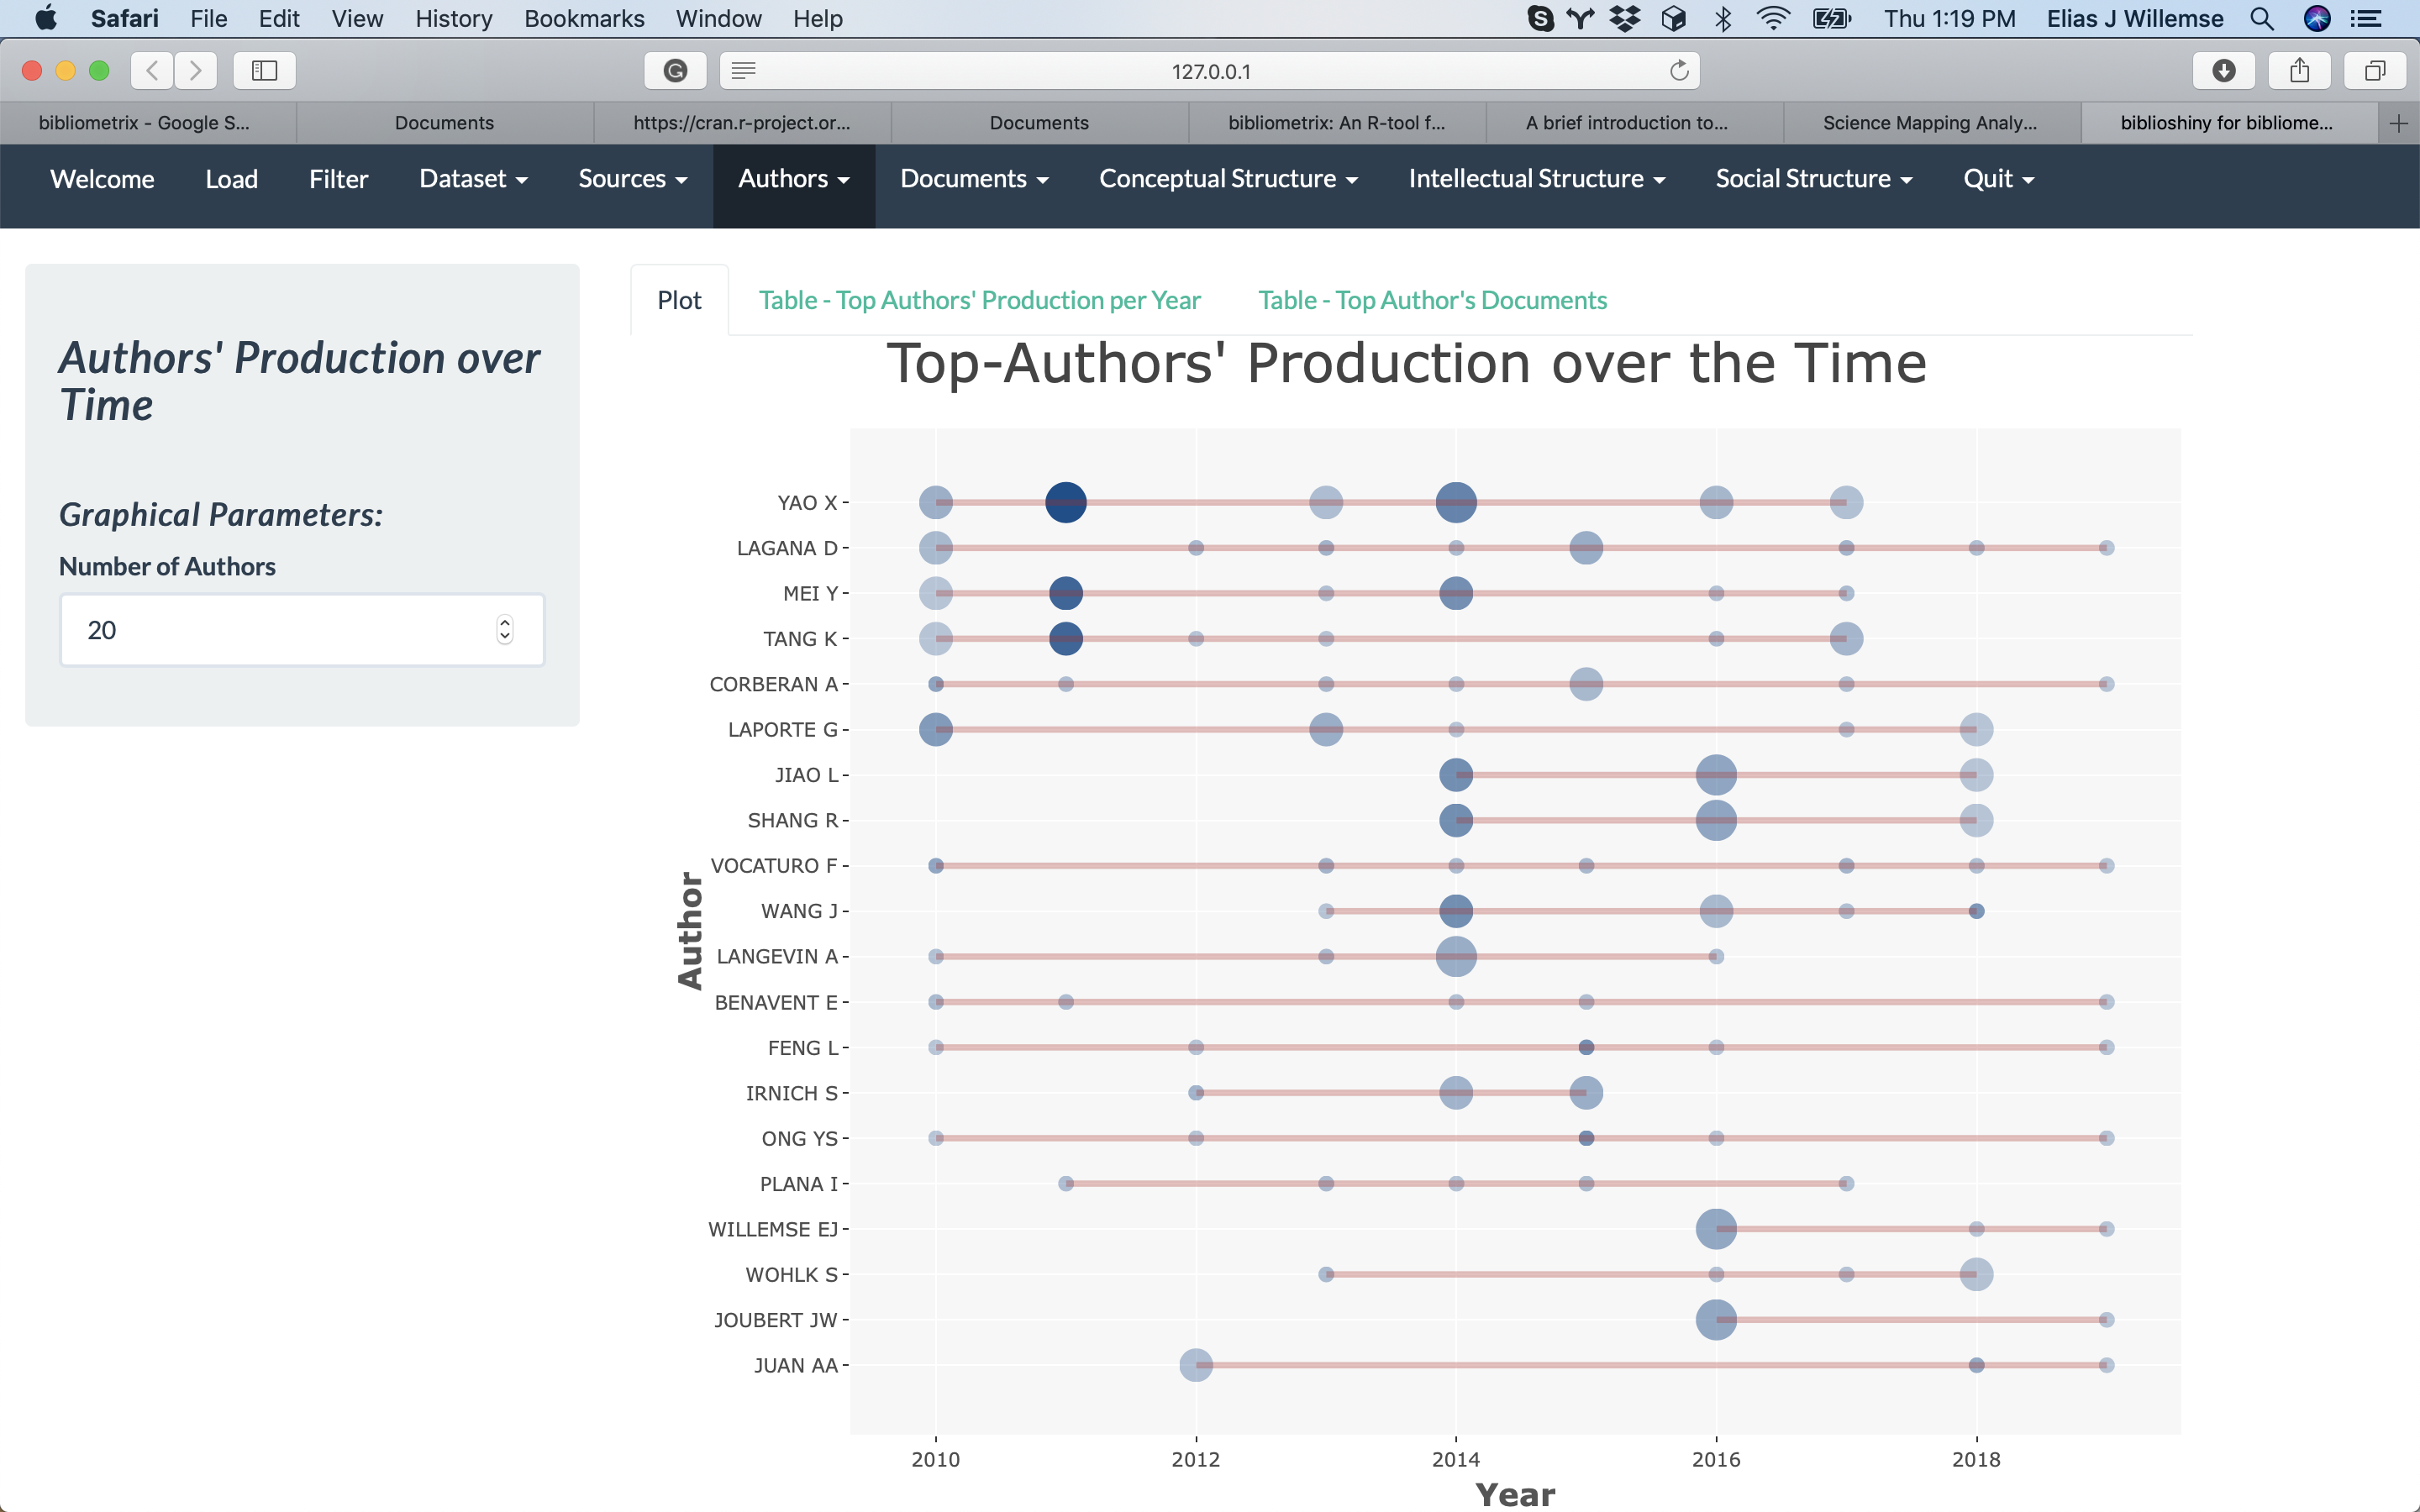 Safari File Edit View History Bookmarks Window Help Thu 1:19 PM Elias J Willemse
127.0.0.1
bibliometrix - Google S... Documents https://cran.r-project.or... Documents bibliometrix: An R-tool f... A brief introduction to... Science Mapping Analy... biblioshiny for bibliome...
Welcome Load Filter Dataset Sources Authors Documents Conceptual Structure Intellectual Structure Social Structure Quit
Authors' Production over
Time
Graphical Parameters:
Number of Authors
20
Plot Table - Top Authors' Production per Year Table - Top Author's Documents
Top-Authors' Production over the Time
Author
YAO X
LAGANA D
MEI Y
TANG K
CORBERAN A
LAPORTE G
JIAO L
SHANG R
VOCATURO F
WANG J
LANGEVIN A
BENAVENT E
FENG L
IRNICH S
ONG YS
PLANA I
WILLEMSE EJ
WOHLK S
JOUBERT JW
JUAN AA
2010 2012 2014 2016 2018
Year